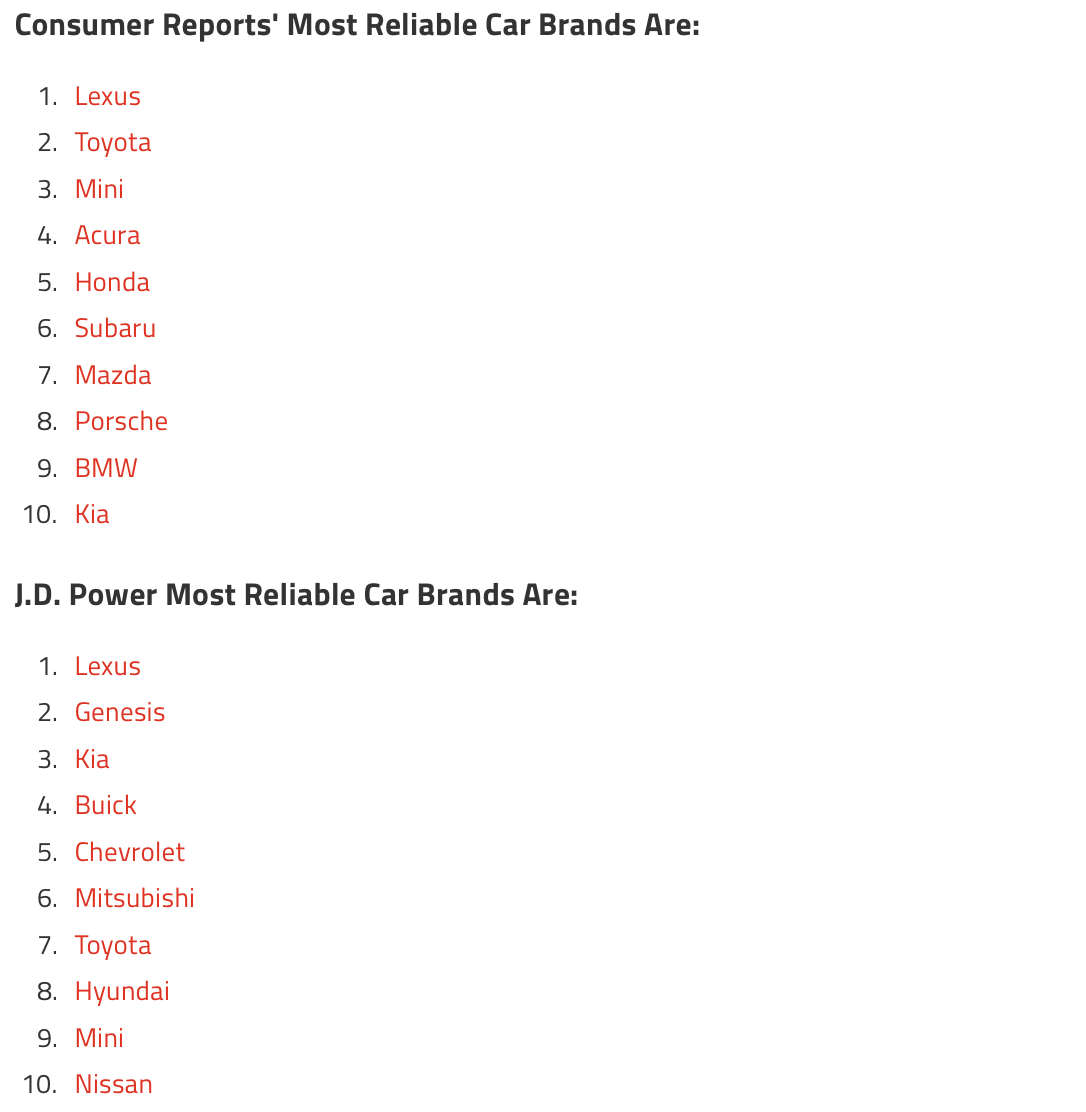 Consumer Reports' Most Reliable Car Brands Are:
1. Lexus
2. Toyota
3. Mini
4. Acura
5. Honda
6. Subaru
7. Mazda
8. Porsche
9. BMW
10. Kia
J.D. Power Most Reliable Car Brands Are:
1. Lexus
2. Genesis
3. Kia
4. Buick
5. Chevrolet
6. Mitsubishi
7. Toyota
8. Hyundai
9. Mini
10. Nissan